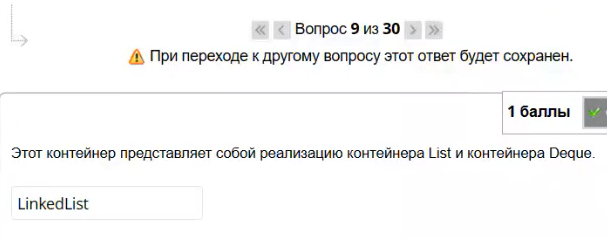 Вопрос 9 из 30
При переходе к другому вопросу этот ответ будет сохранен.
1 баллы
Этот контейнер представляет собой реализацию контейнера List и контейнера Deque.
LinkedList